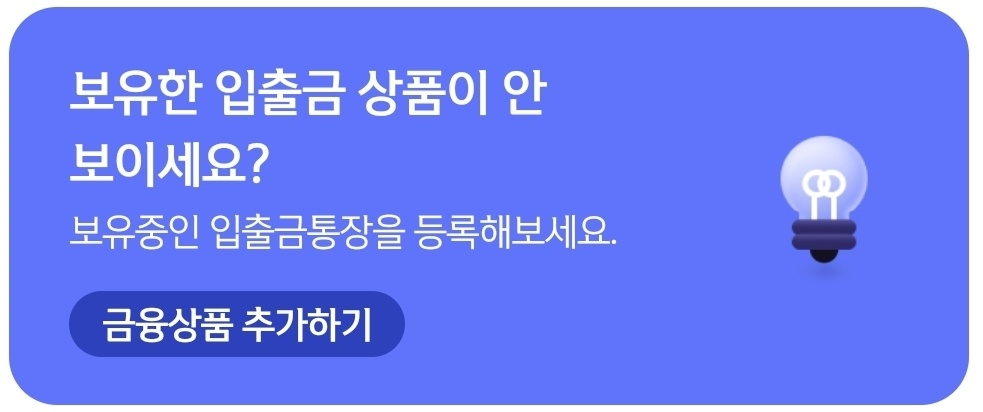 보유한 입출금 상품이 안
보이세요?
보유중인 입출금통장을 등록해보세요.
금융상품 추가하기